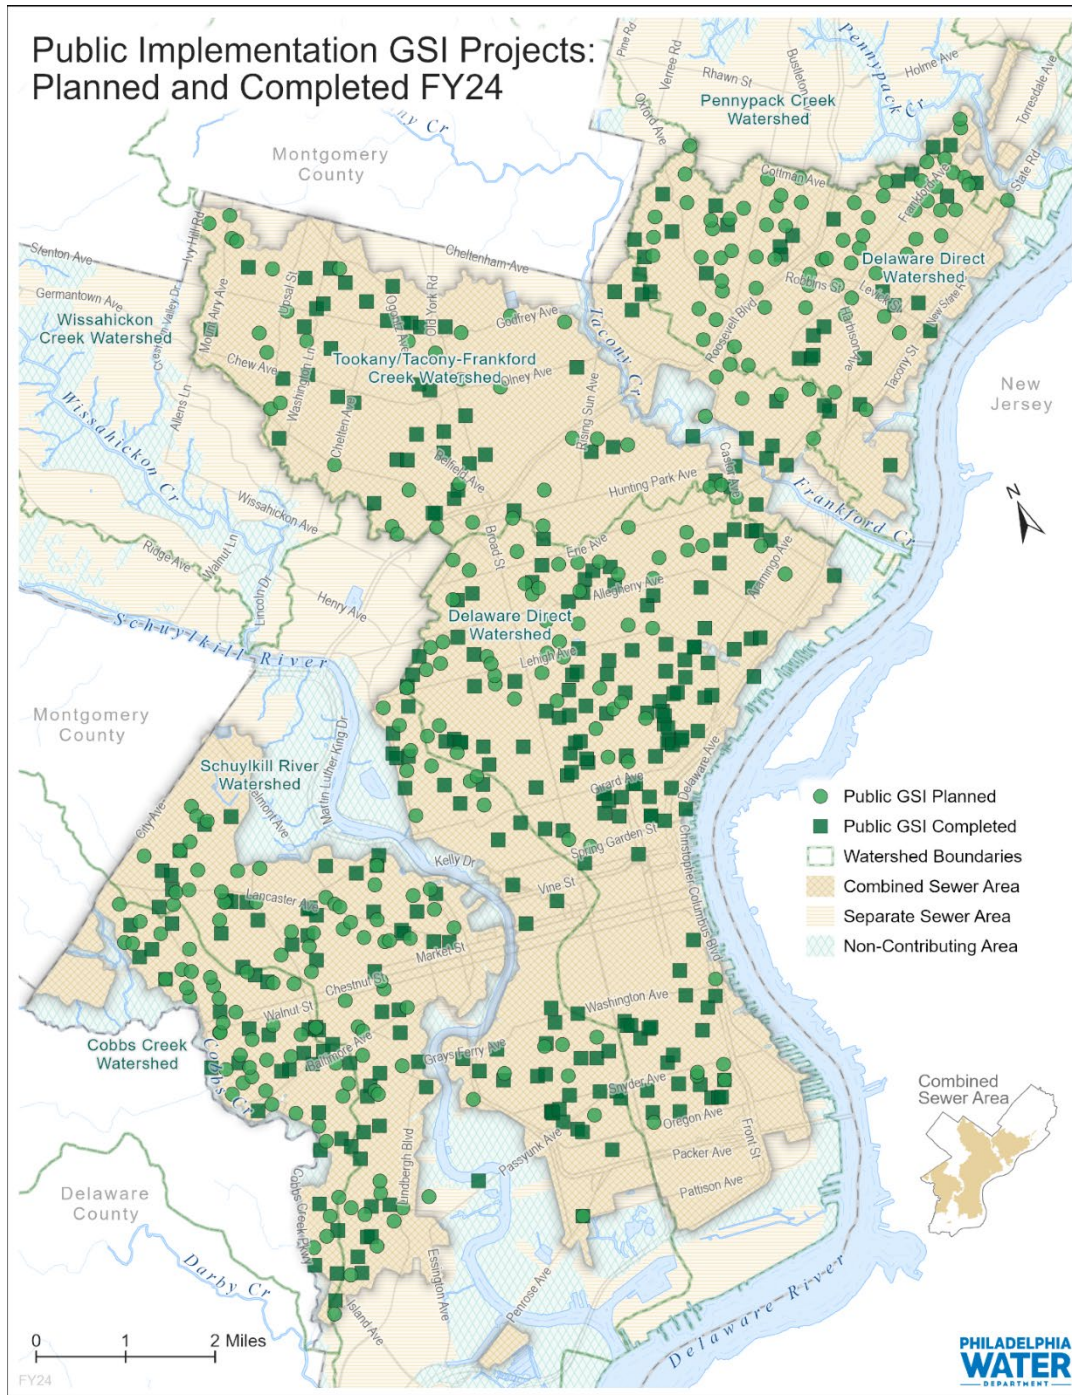 Public Implementation GSI Projects:
Planned and Completed FY24
Pine Rd
Verree Rd
Rhawn St
Bustleton
Pennypack Cr
Holme Ave
Torresdale Ave
Oxford Ave
Pennypack Creek
Watershed
State Rd
Montgomery
County
ny Cr
Cottman Ave
Frankford Ave
Ivy Hill Rd
Stenton Ave
Cheltenham Ave
Delaware Direct
Watershed
Germantown Ave
Cresheim Valley Dr
Mount Airy Ave
Upsal St
Ogontz Ave
Old York Rd
Godfrey Ave
Tacony Cr
Roosevelt Blvd
Robbins St
Levick St
New State Rd
Harbison Ave
Tacony St
Wissahickon
Creek Watershed
Chew Ave
Washington Ln
Tookany/Tacony-Frankford
Creek Watershed
Olney Ave
Rising Sun Ave
New
Jersey
Wissahickon Cr
Allens Ln
Chelten Ave
Belfield Ave
Castor Ave
Hunting Park Ave
Frankford Cr
N
Wissahickon Ave
Walnut Ln
Ridge Ave
Lincoln Dr
Broad St
Erie Ave
Allegheny Ave
Aramingo Ave
Henry Ave
Schuylkill River
Delaware Direct
Watershed
Lehigh Ave
Montgomery
County
Martin Luther King Dr
Schuylkill River
Watershed
Girard Ave
Delaware Ave
City Ave
Belmont Ave
Public GSI Planned
Public GSI Completed
Watershed Boundaries
Combined Sewer Area
Separate Sewer Area
Non-Contributing Area
Spring Garden St
Christopher Columbus Blvd
Kelly Dr
Vine St
Lancaster Ave
Market St
Chestnut St
Walnut St
Washington Ave
Cobbs Creek
Watershed
Cobbs Cr
Baltimore Ave
Grays Ferry Ave
Snyder Ave
Oregon Ave
Combined
Sewer Area
Passyunk Ave
Front St
Packer Ave
Pattison Ave
Lindbergh Blvd
Delaware
County
Cobbs Creek Pkwy
Darby Cr
Essington Ave
Penrose Ave
Island Ave
Delaware River
0 1 2 Miles
FY24
PHILADELPHIA
WATER
DEPARTMENT